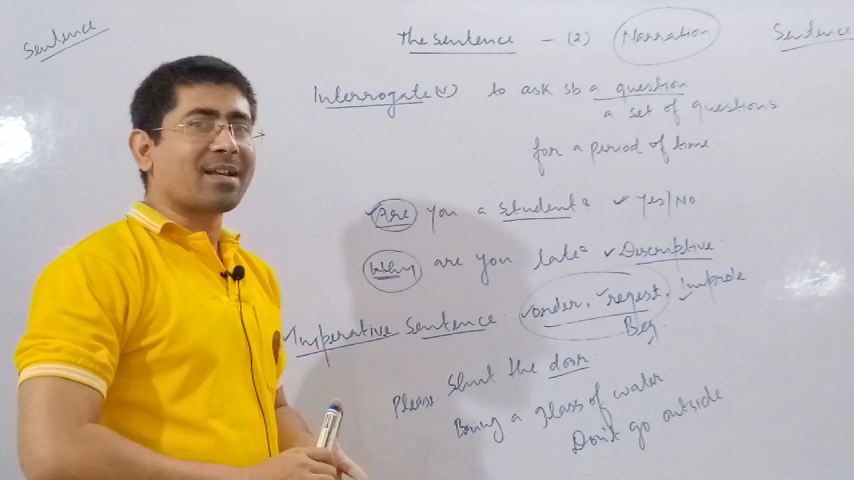 Sentence
The sentence - (2) Narration
Sentence
Interrogate (v) to ask sb a question
a set of questions
for a period of time
Are you a student? ✓ Yes/No
Why are you late? ✓ Descriptive
Imperative Sentence. ✓order, ✓reqest, ✓Implode
Beg
Please Shut the door
Bring a glass of water
Don't go outside